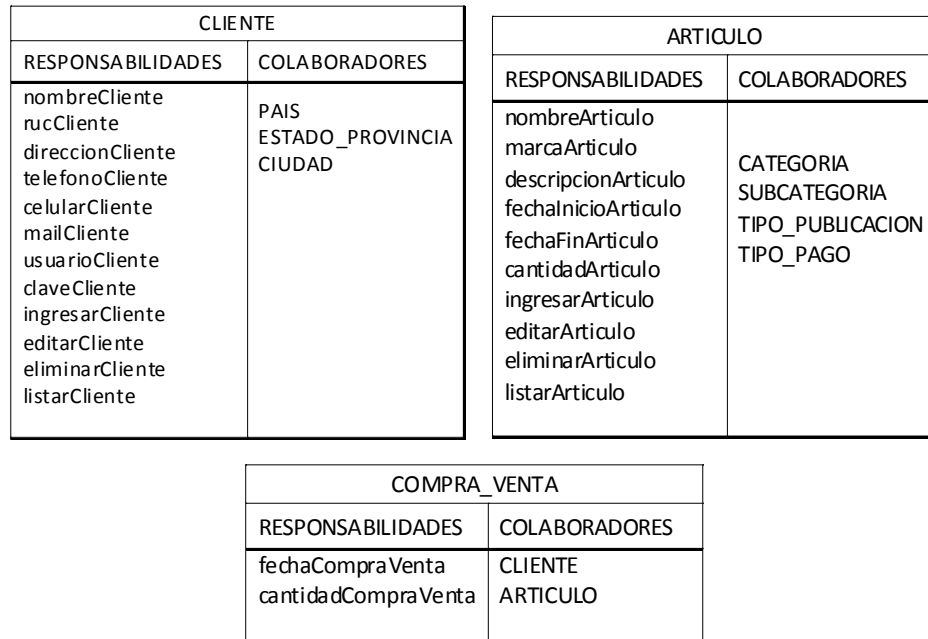 CLIENTE
RESPONSABILIDADES COLABORADORES
nombreCliente
rucCliente
direccionCliente
telefonoCliente
celularCliente
mailCliente
usuarioCliente
claveCliente
ingresarCliente
editarCliente
eliminarCliente
listarCliente
PAIS
ESTADO_PROVINCIA
CIUDAD
ARTICULO
RESPONSABILIDADES COLABORADORES
nombreArticulo
marcaArticulo
descripcionArticulo
fechaInicioArticulo
fechaFinArticulo
cantidadArticulo
ingresarArticulo
editarArticulo
eliminarArticulo
listarArticulo
CATEGORIA
SUBCATEGORIA
TIPO_PUBLICACION
TIPO_PAGO
COMPRA_VENTA
RESPONSABILIDADES COLABORADORES
fechaCompraVenta
cantidadCompraVenta
CLIENTE
ARTICULO